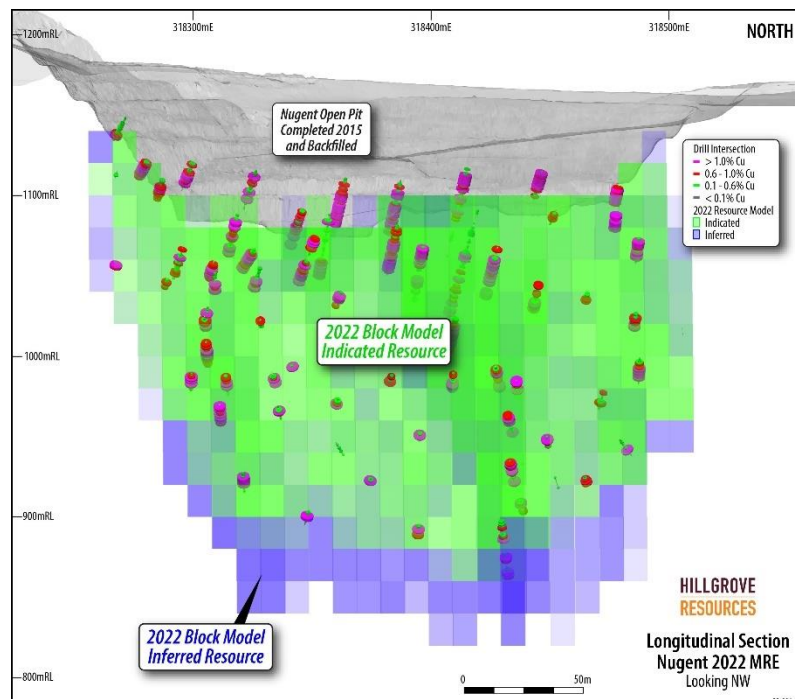 318300mE 318400mE 318500mE
1200mRL
NORTH
Nugent Open Pit
Completed 2015
and Backfilled
Drill Intersection
> 1.0% Cu
0.6 - 1.0% Cu
0.1 - 0.6% Cu
< 0.1% Cu
2022 Resource Model
Indicated
Inferred
1100mRL
2022 Block Model
Indicated Resource
1000mRL
900mRL
2022 Block Model
Inferred Resource
HILLGROVE
RESOURCES
Longitudinal Section
Nugent 2022 MRE
Looking NW
800mRL
0 50m